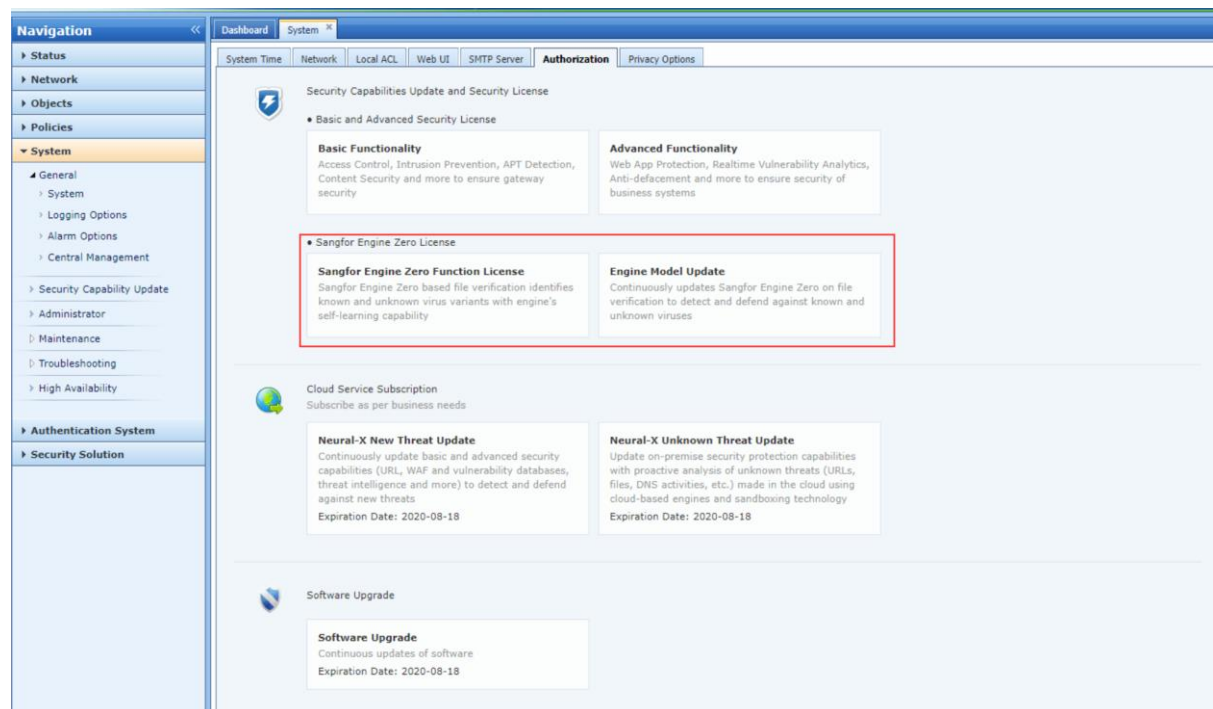 Navigation
Status
Network
Objects
Policies
System
General
System
Logging Options
Alarm Options
Central Management
Security Capability Update
Administrator
Maintenance
Troubleshooting
High Availability
Authentication System
Security Solution
Dashboard
System
System Time
Network
Local ACL
Web UI
SMTP Server
Authorization
Privacy Options
Security Capabilities Update and Security License
• Basic and Advanced Security License
Basic Functionality
Access Control, Intrusion Prevention, APT Detection,
Content Security and more to ensure gateway
security
Advanced Functionality
Web App Protection, Realtime Vulnerability Analytics,
Anti-defacement and more to ensure security of
business systems
• Sangfor Engine Zero License
Sangfor Engine Zero Function License
Sangfor Engine Zero based file verification identifies
known and unknown virus variants with engine's
self-learning capability
Engine Model Update
Continuously updates Sangfor Engine Zero on file
verification to detect and defend against known and
unknown viruses
Cloud Service Subscription
Subscribe as per business needs
Neural-X New Threat Update
Continuously update basic and advanced security
capabilities (URL, WAF and vulnerability databases,
threat intelligence and more) to detect and defend
against new threats
Expiration Date: 2020-08-18
Neural-X Unknown Threat Update
Update on-premise security protection capabilities
with proactive analysis of unknown threats (URLs,
files, DNS activities, etc.) made in the cloud using
cloud-based engines and sandboxing technology
Expiration Date: 2020-08-18
Software Upgrade
Software Upgrade
Continuous updates of software
Expiration Date: 2020-08-18